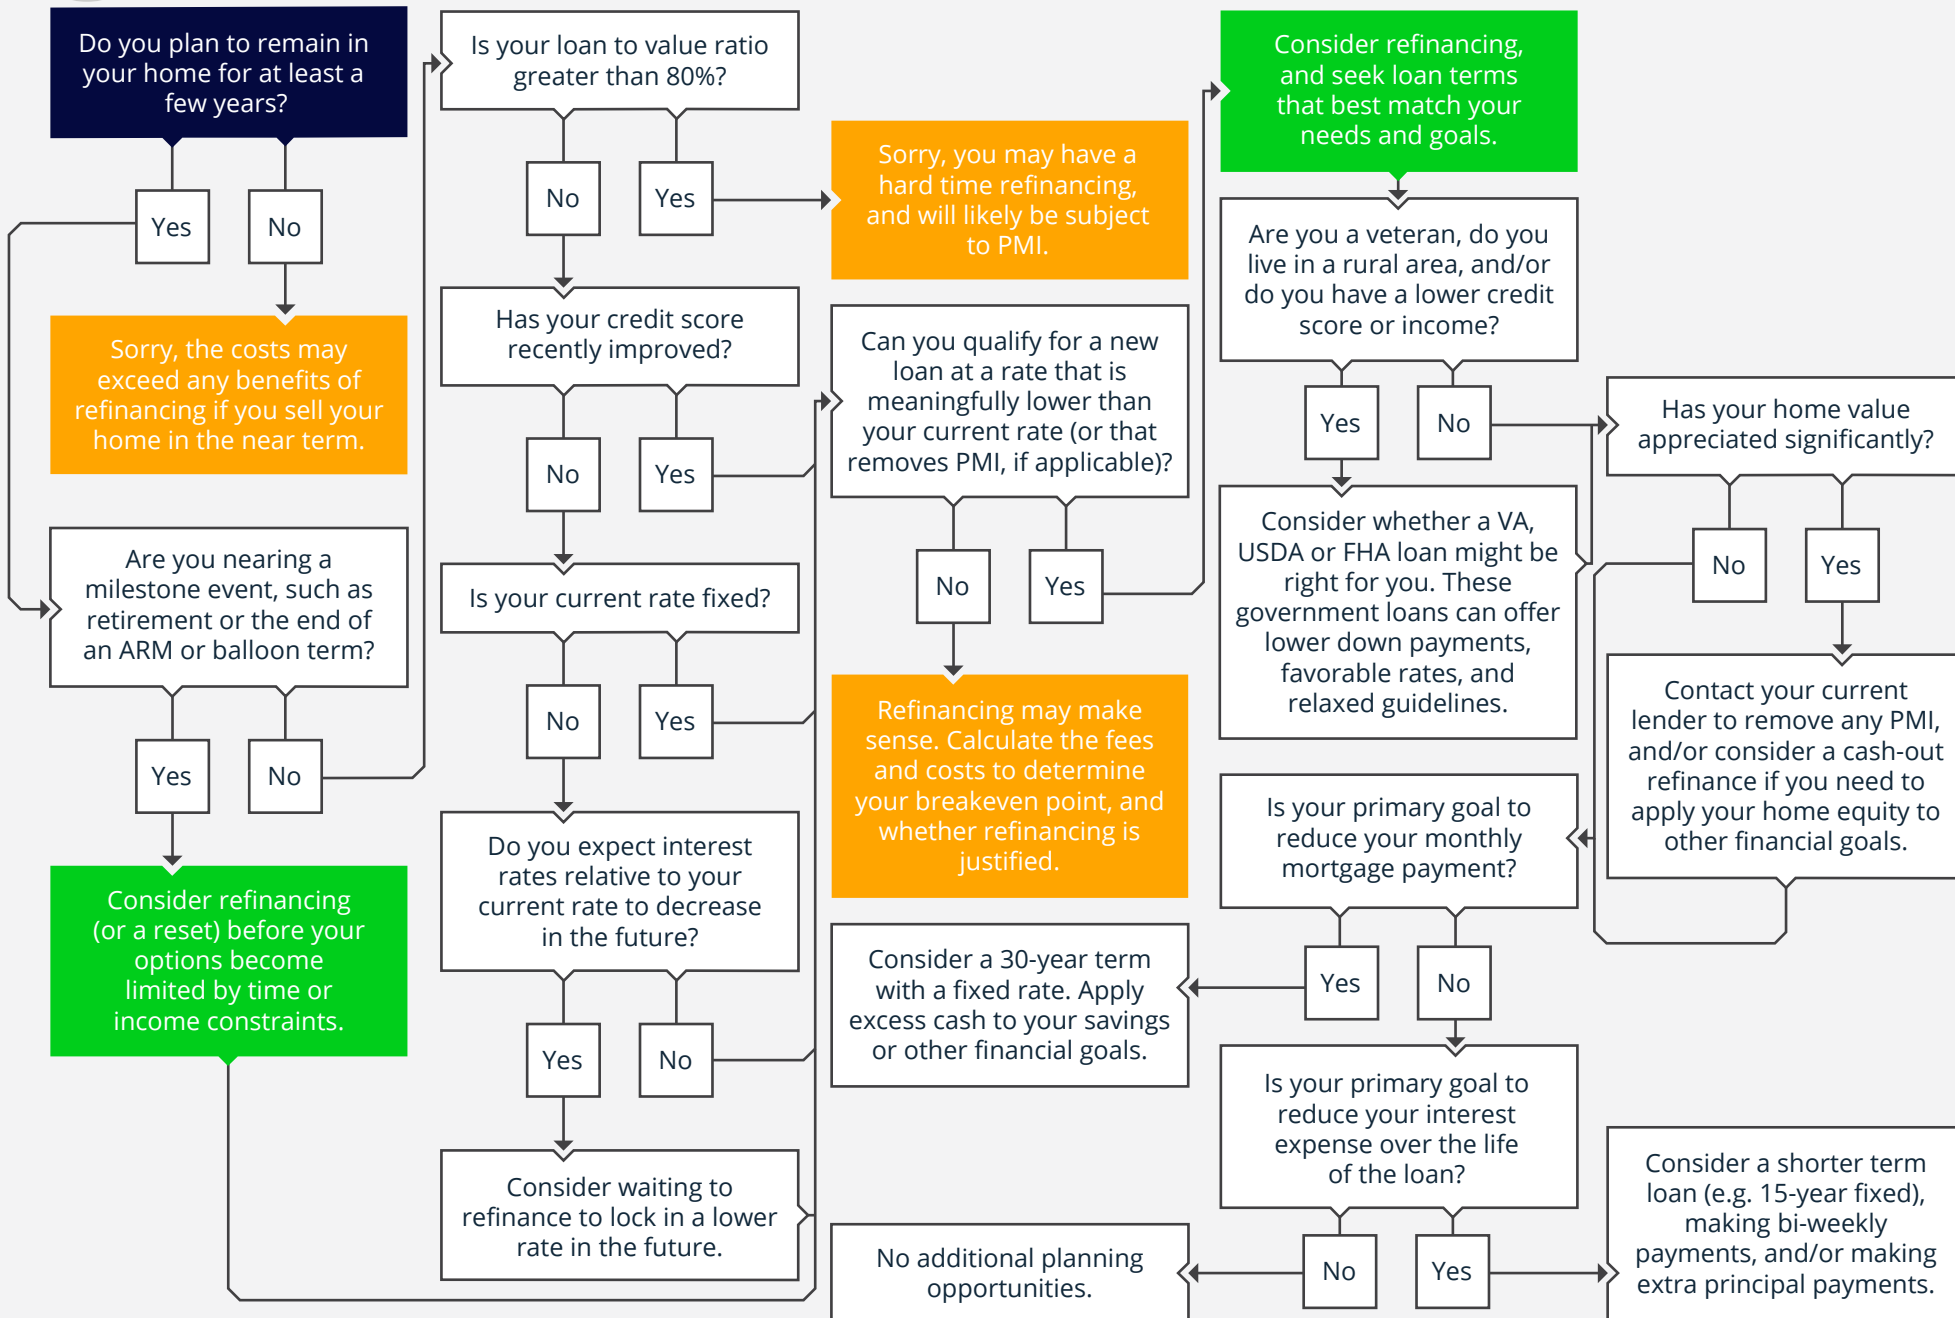 Do you plan to remain in
your home for at least a
few years?
Yes
No
Sorry, the costs may
exceed any benefits of
refinancing if you sell your
home in the near term.
Are you nearing a
milestone event, such as
retirement or the end of
an ARM or balloon term?
Yes
No
Consider refinancing
(or a reset) before your
options become
limited by time or
income constraints.
Is your loan to value ratio
greater than 80%?
No
Yes
Has your credit score
recently improved?
No
Yes
Is your current rate fixed?
No
Yes
Do you expect interest
rates relative to your
current rate to decrease
in the future?
Yes
No
Consider waiting to
refinance to lock in a lower
rate in the future.
Sorry, you may have a
hard time refinancing,
and will likely be subject
to PMI.
Can you qualify for a new
loan at a rate that is
meaningfully lower than
your current rate (or that
removes PMI, if applicable)?
No
Yes
Refinancing may make
sense. Calculate the fees
and costs to determine
your breakeven point, and
whether refinancing is
justified.
Consider a 30-year term
with a fixed rate. Apply
excess cash to your savings
or other financial goals.
No additional planning
opportunities.
Consider refinancing,
and seek loan terms
that best match your
needs and goals.
Are you a veteran, do you
live in a rural area, and/or
do you have a lower credit
score or income?
Yes
No
Consider whether a VA,
USDA or FHA loan might be
right for you. These
government loans can offer
lower down payments,
favorable rates, and
relaxed guidelines.
Is your primary goal to
reduce your monthly
mortgage payment?
Yes
No
Is your primary goal to
reduce your interest
expense over the life
of the loan?
No
Yes
Has your home value
appreciated significantly?
No
Yes
Contact your current
lender to remove any PMI,
and/or consider a cash-out
refinance if you need to
apply your home equity to
other financial goals.
Consider a shorter term
loan (e.g. 15-year fixed),
making bi-weekly
payments, and/or making
extra principal payments.